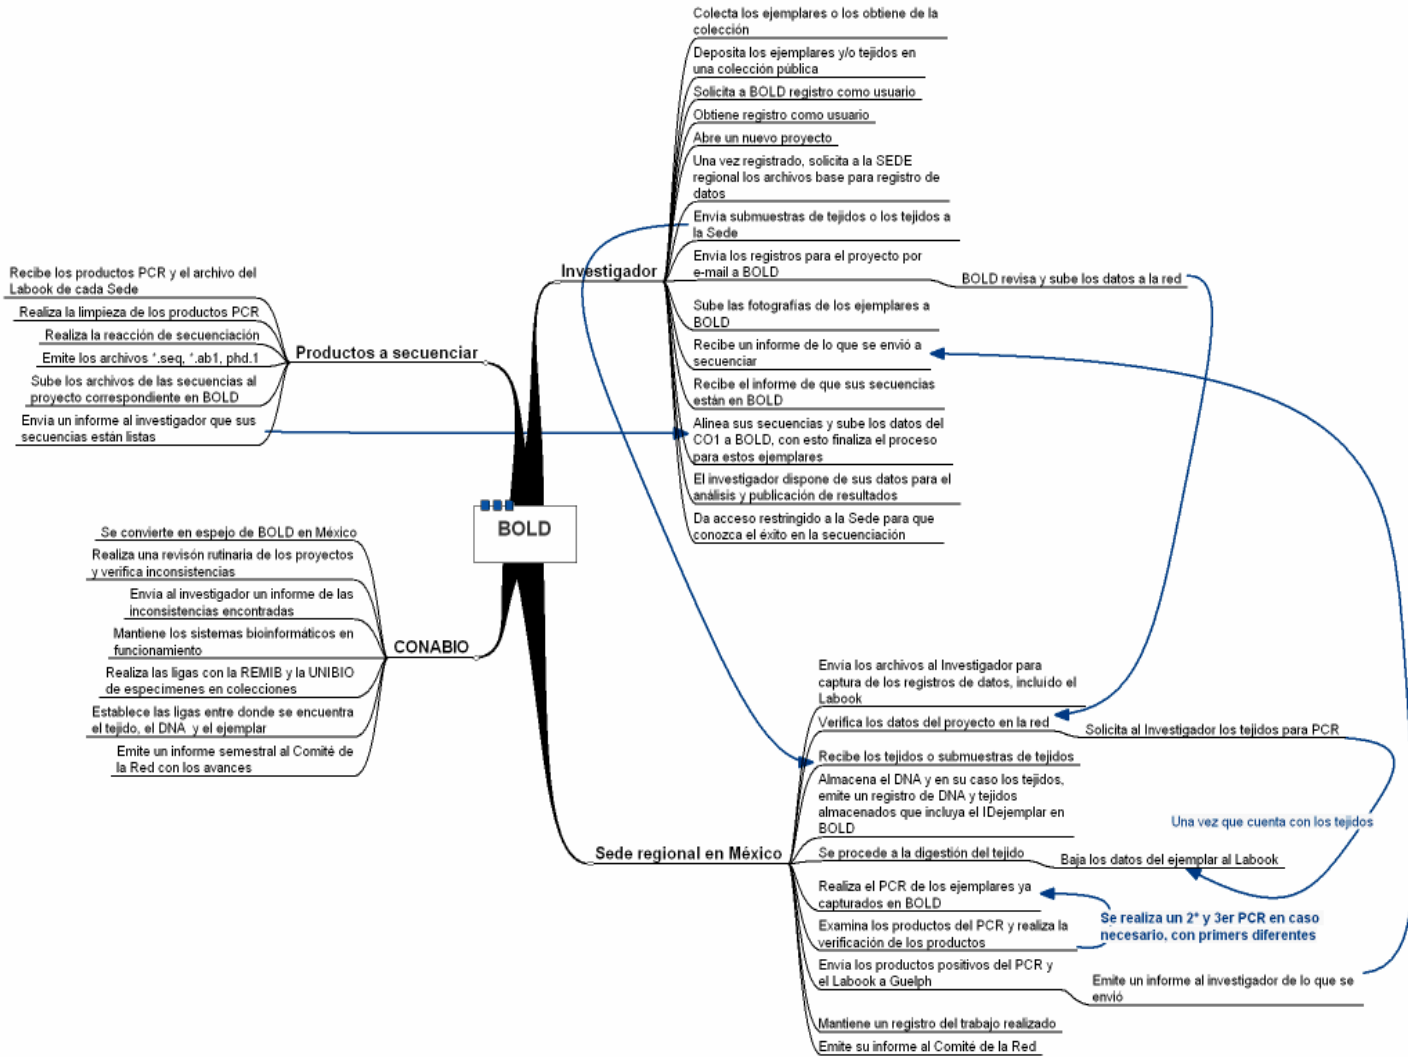 Colecta los ejemplares o los obtiene de la
colección
Deposita los ejemplares y/o tejidos en
una colección pública
Solicita a BOLD registro como usuario
Obtiene registro como usuario
Abre un nuevo proyecto
Una vez registrado, solicita a la SEDE
regional los archivos base para registro de
datos
Envia submuestras de tejidos o los tejidos a
la Sede
Envia los registros para el proyecto por
e-mail a BOLD
BOLD revisa y sube los datos a la red
Investigador
Sube las fotografías de los ejemplares a
BOLD
Recibe un informe de lo que se envió a
secuenciar
Recibe el informe de que sus secuencias
están en BOLD
Alinea sus secuencias y sube los datos del
CO1 a BOLD, con esto finaliza el proceso
para estos ejemplares
El investigador dispone de sus datos para el
análisis y publicación de resultados
Da acceso restringido a la Sede para que
conozca el éxito en la secuenciación
Recibe los productos PCR y el archivo del
Labook de cada Sede
Realiza la limpieza de los productos PCR
Realiza la reacción de secuenciación
Emite los archivos *.seq, *.ab1, phd.1
Sube los archivos de las secuencias al
proyecto correspondiente en BOLD
Envia un informe al investigador que sus
secuencias están listas
Productos a secuenciar
BOLD
Se convierte en espejo de BOLD en México
Realiza una revisón rutinaria de los proyectos
y verifica inconsistencias
Envia al investigador un informe de las
inconsistencias encontradas
Mantiene los sistemas bioinformáticos en
funcionamiento
Realiza las ligas con la REMIB y la UNIBIO
de especimenes en colecciones
Establece las ligas entre donde se encuentra
el tejido, el DNA y el ejemplar
Emite un informe semestral al Comité de
la Red con los avances
CONABIO
Sede regional en México
Envia los archivos al Investigador para
captura de los registros de datos, incluido el
Labook
Verifica los datos del proyecto en la red
Solicita al Investigador los tejidos para PCR
Recibe los tejidos o submuestras de tejidos
Almacena el DNA y en su caso los tejidos,
emite un registro de DNA y tejidos
almacenados que incluya el IDejemplar en
BOLD
Una vez que cuenta con los tejidos
Se procede a la digestión del tejido
Baja los datos del ejemplar al Labook
Realiza el PCR de los ejemplares ya
capturados en BOLD
Se realiza un 2° y 3er PCR en caso
necesario, con primers diferentes
Examina los productos del PCR y realiza la
verificación de los productos
Envia los productos positivos del PCR y
el Labook a Guelph
Emite un informe al investigador de lo que se
envió
Mantiene un registro del trabajo realizado
Emite su informe al Comité de la Red